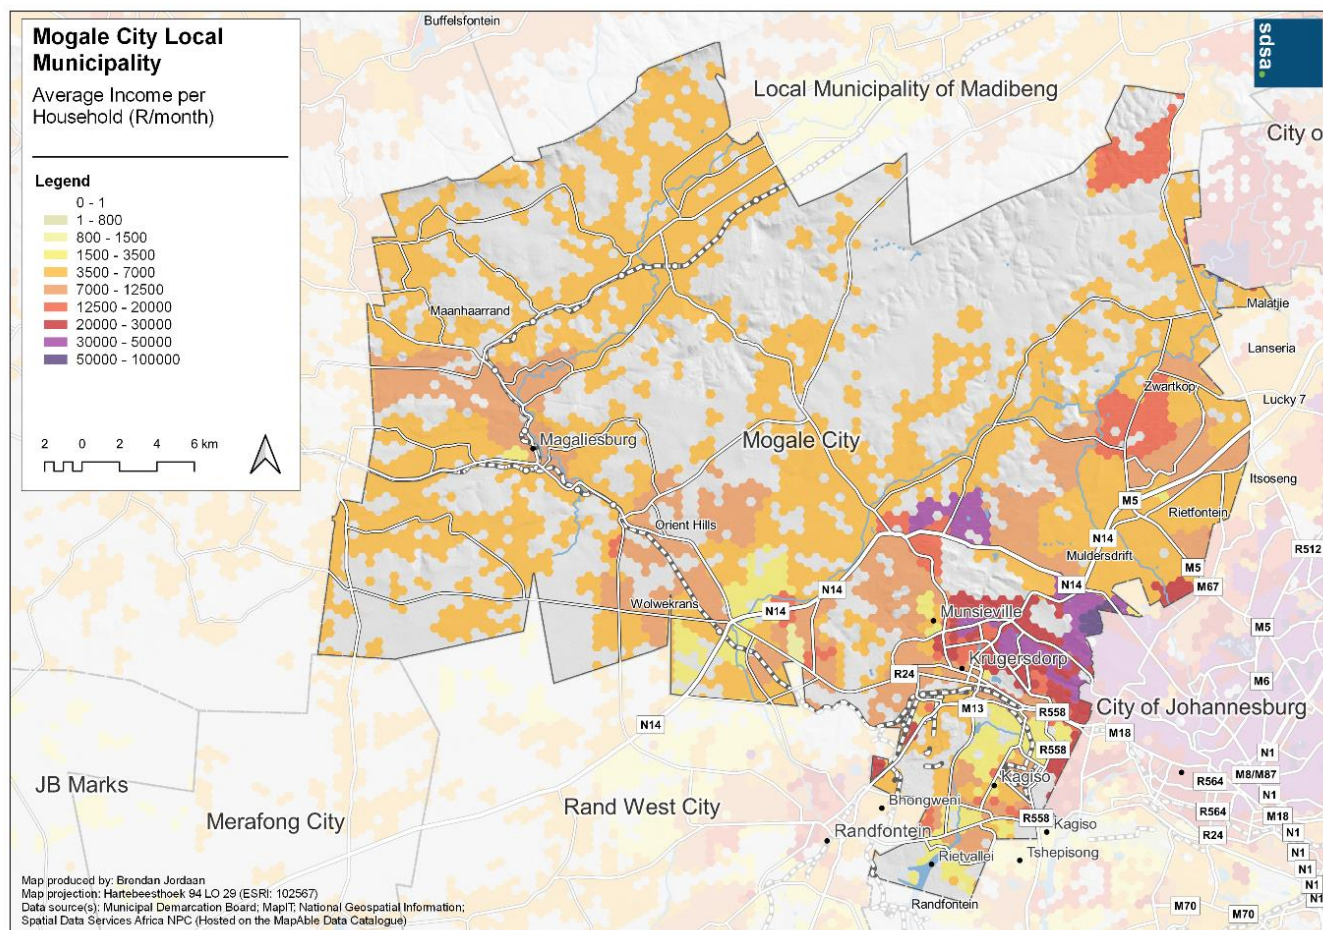 Mogale City Local
Municipality
Average Income per
Household (R/month)
Legend
0 - 1
1 - 800
800 - 1500
1500 - 3500
3500 - 7000
7000 - 12500
12500 - 20000
20000 - 30000
30000 - 50000
50000 - 100000
2 0 2 4 6 km
sdsa.
Buffelsfontein
Local Municipality of Madibeng
City o
Malatjie
Maanhaarrand
Lanseria
Zwartkop
Lucky 7
Magaliesburg
Mogale City
Itsoseng
M5
Rietfontein
Orient Hills
N14
R512
Muldersdrift
M5
N14
M67
N14
N14
Wolwekrans
Munsieville
M5
Krugersdorp
R24
M6
M13
R558
City of Johannesburg
N14
M18
R558
N1
JB Marks
Kagiso
M8/M87
R564
N1
Rand West City
Bhongweni
R564
Merafong City
R558
M18
Kagiso
Randfontein
R24
N1
Tshepisong
N1
Rietvallei
N1
N1
Randfontein
N1
M70
M70
Map produced by: Brendan Jordaan
Map projection: Hartebeesthoek 94 LO 29 (ESRI: 102567)
Data source(s): Municipal Demarcation Board; MapIT; National Geospatial Information;
Spatial Data Services Africa NPC (Hosted on the MapAble Data Catalogue)